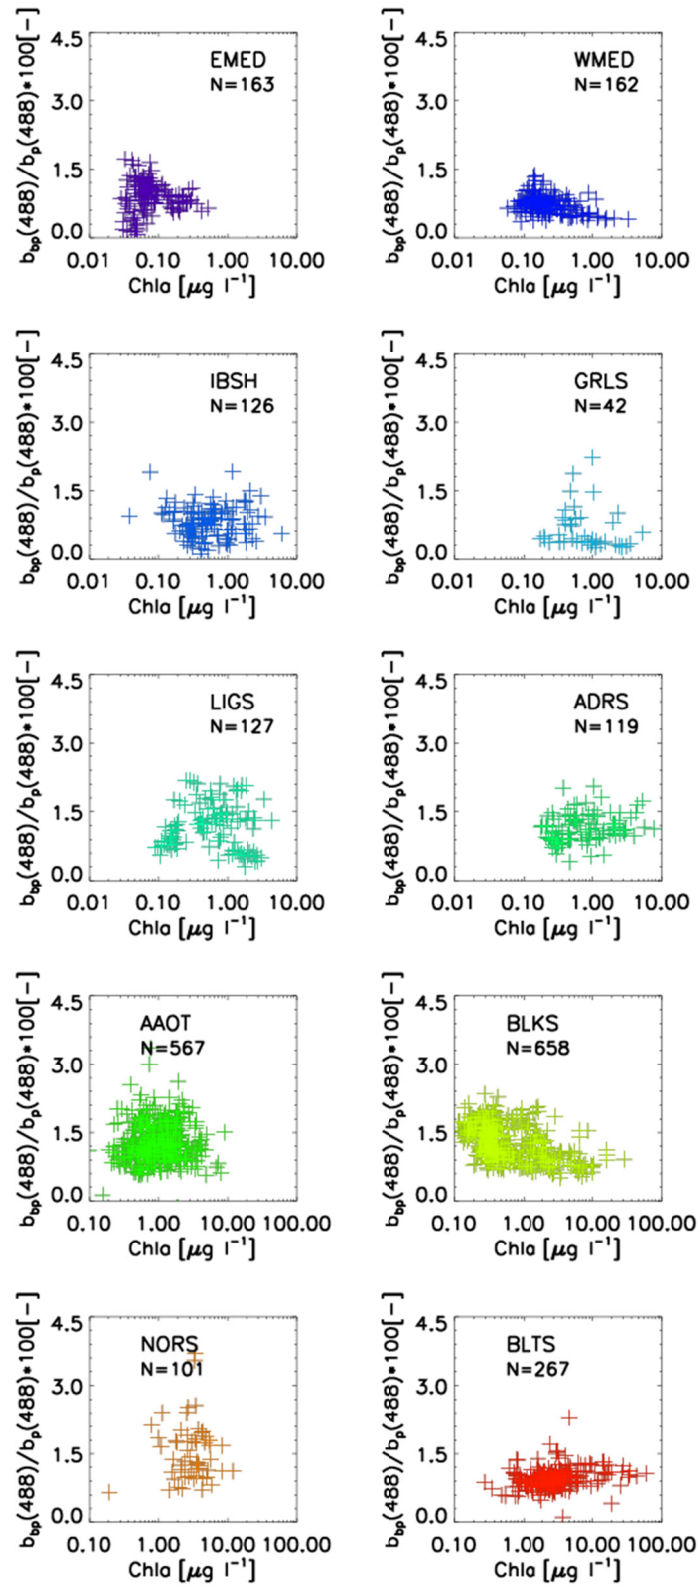 EMED
N=163
4.5
3.0
1.5
0.0
b_bp(488)/b_p(488)*100[-]
0.01 0.10 1.00 10.00
Chla [μg l⁻¹]
WMED
N=162
4.5
3.0
1.5
0.0
b_bp(488)/b_p(488)*100[-]
0.01 0.10 1.00 10.00
Chla [μg l⁻¹]
IBSH
N=126
4.5
3.0
1.5
0.0
b_bp(488)/b_p(488)*100[-]
0.01 0.10 1.00 10.00
Chla [μg l⁻¹]
GRLS
N=42
4.5
3.0
1.5
0.0
b_bp(488)/b_p(488)*100[-]
0.01 0.10 1.00 10.00
Chla [μg l⁻¹]
LIGS
N=127
4.5
3.0
1.5
0.0
b_bp(488)/b_p(488)*100[-]
0.01 0.10 1.00 10.00
Chla [μg l⁻¹]
ADRS
N=119
4.5
3.0
1.5
0.0
b_bp(488)/b_p(488)*100[-]
0.01 0.10 1.00 10.00
Chla [μg l⁻¹]
AAOT
N=567
4.5
3.0
1.5
0.0
b_bp(488)/b_p(488)*100[-]
0.10 1.00 10.00 100.00
Chla [μg l⁻¹]
BLKS
N=658
4.5
3.0
1.5
0.0
b_bp(488)/b_p(488)*100[-]
0.10 1.00 10.00 100.00
Chla [μg l⁻¹]
NORS
N=101
4.5
3.0
1.5
0.0
b_bp(488)/b_p(488)*100[-]
0.10 1.00 10.00 100.00
Chla [μg l⁻¹]
BLTS
N=267
4.5
3.0
1.5
0.0
b_bp(488)/b_p(488)*100[-]
0.10 1.00 10.00 100.00
Chla [μg l⁻¹]